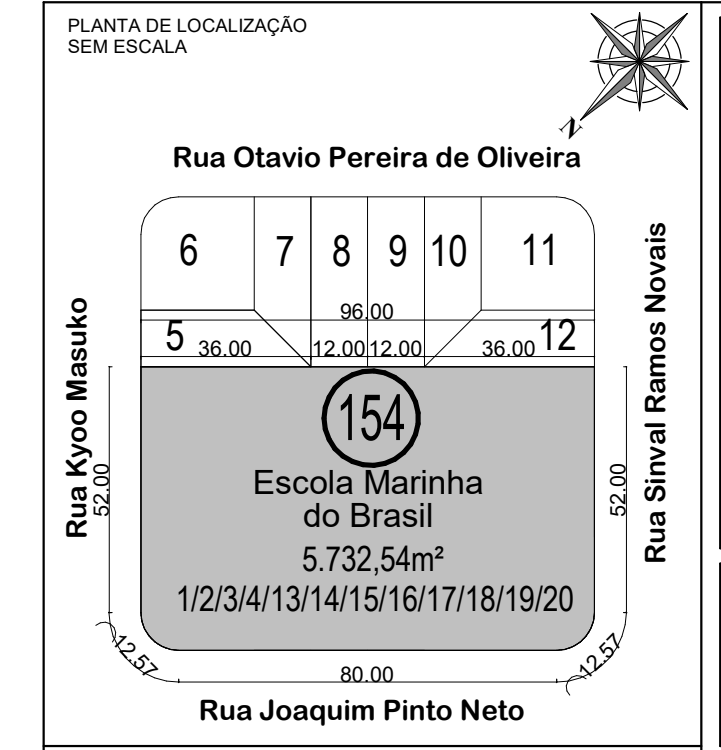 PLANTA DE LOCALIZAÇÃO
SEM ESCALA
N
Rua Otavio Pereira de Oliveira
6 7 8 9 10 11
96.00
5 36.00 12.00 12.00 36.00 12
Rua Kyoo Masuko
52.00
154
Escola Marinha
do Brasil
5.732,54m²
1/2/3/4/13/14/15/16/17/18/19/20
52.00
Rua Sinval Ramos Novais
12.57
80.00
12.57
Rua Joaquim Pinto Neto